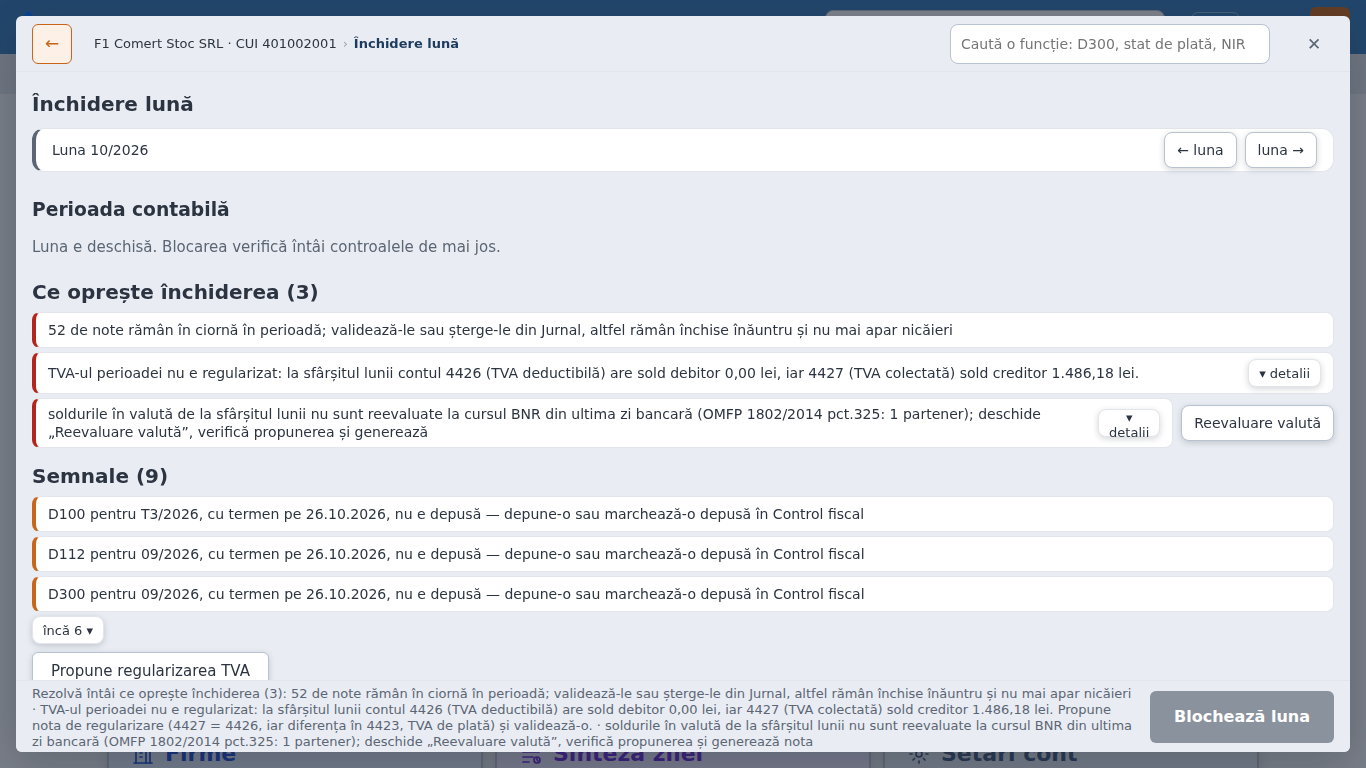 ←
F1 Comert Stoc SRL · CUI 401002001 › Închidere lună
Caută o funcție: D300, stat de plată, NIR
✕
Închidere lună
Luna 10/2026
← luna
luna →
Perioada contabilă
Luna e deschisă. Blocarea verifică întâi controalele de mai jos.
Ce oprește închiderea (3)
52 de note rămân în ciornă în perioadă; validează-le sau șterge-le din Jurnal, altfel rămân închise înăuntru și nu mai apar nicăieri
TVA-ul perioadei nu e regularizat: la sfârșitul lunii contul 4426 (TVA deductibilă) are sold debitor 0,00 lei, iar 4427 (TVA colectată) sold creditor 1.486,18 lei.
▾ detalii
soldurile în valută de la sfârșitul lunii nu sunt reevaluate la cursul BNR din ultima zi bancară (OMFP 1802/2014 pct.325: 1 partener); deschide
„Reevaluare valută”, verifică propunerea și generează
▾
detalii
Reevaluare valută
Semnale (9)
D100 pentru T3/2026, cu termen pe 26.10.2026, nu e depusă — depune-o sau marchează-o depusă în Control fiscal
D112 pentru 09/2026, cu termen pe 26.10.2026, nu e depusă — depune-o sau marchează-o depusă în Control fiscal
D300 pentru 09/2026, cu termen pe 26.10.2026, nu e depusă — depune-o sau marchează-o depusă în Control fiscal
încă 6 ▾
Propune regularizarea TVA
Rezolvă întâi ce oprește închiderea (3): 52 de note rămân în ciornă în perioadă; validează-le sau șterge-le din Jurnal, altfel rămân închise înăuntru și nu mai apar nicăieri
· TVA-ul perioadei nu e regularizat: la sfârșitul lunii contul 4426 (TVA deductibilă) are sold debitor 0,00 lei, iar 4427 (TVA colectată) sold creditor 1.486,18 lei. Propune
nota de regularizare (4427 = 4426, iar diferența în 4423, TVA de plată) și validează-o. · soldurile în valută de la sfârșitul lunii nu sunt reevaluate la cursul BNR din ultima
zi bancară (OMFP 1802/2014 pct.325: 1 partener); deschide „Reevaluare valută”, verifică propunerea și generează nota
Blochează luna
Firme
Sinteza zilei
Setări cont